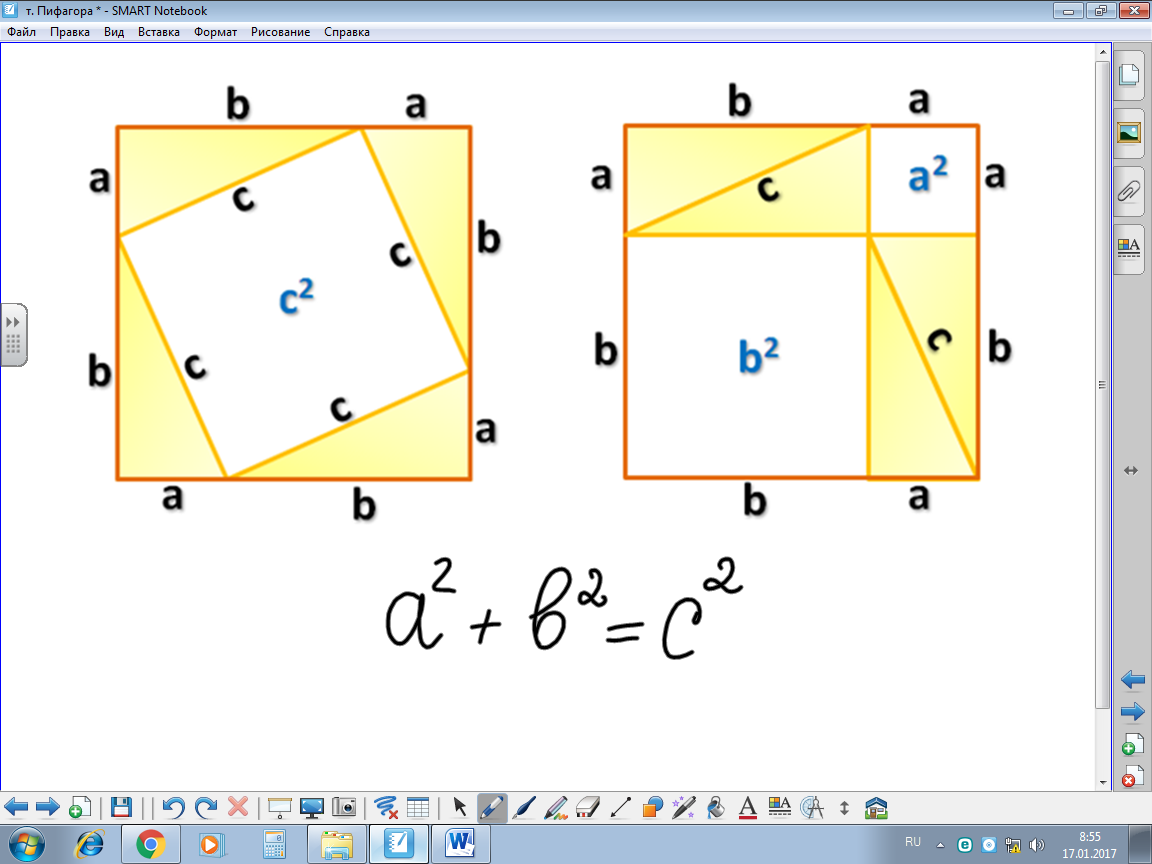 т. Пифагора * - SMART Notebook
Файл Правка Вид Вставка Формат Рисование Справка
b a b a
a c b a c a² a
c
c² b c b² b c b
c a
a b b a
a² + b² = c²
RU 8:55
17.01.2017